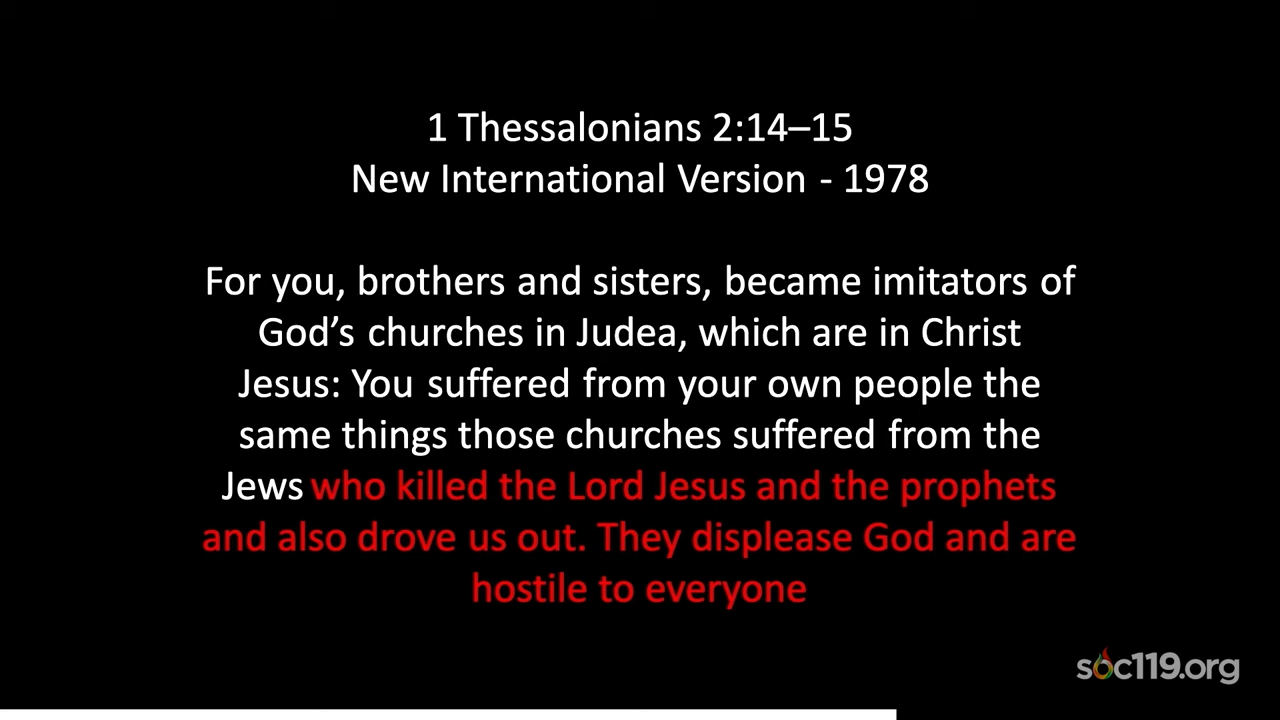 1 Thessalonians 2:14–15
New International Version - 1978
For you, brothers and sisters, became imitators of
God’s churches in Judea, which are in Christ
Jesus: You suffered from your own people the
same things those churches suffered from the
Jews who killed the Lord Jesus and the prophets
and also drove us out. They displease God and are
hostile to everyone
soc119.org